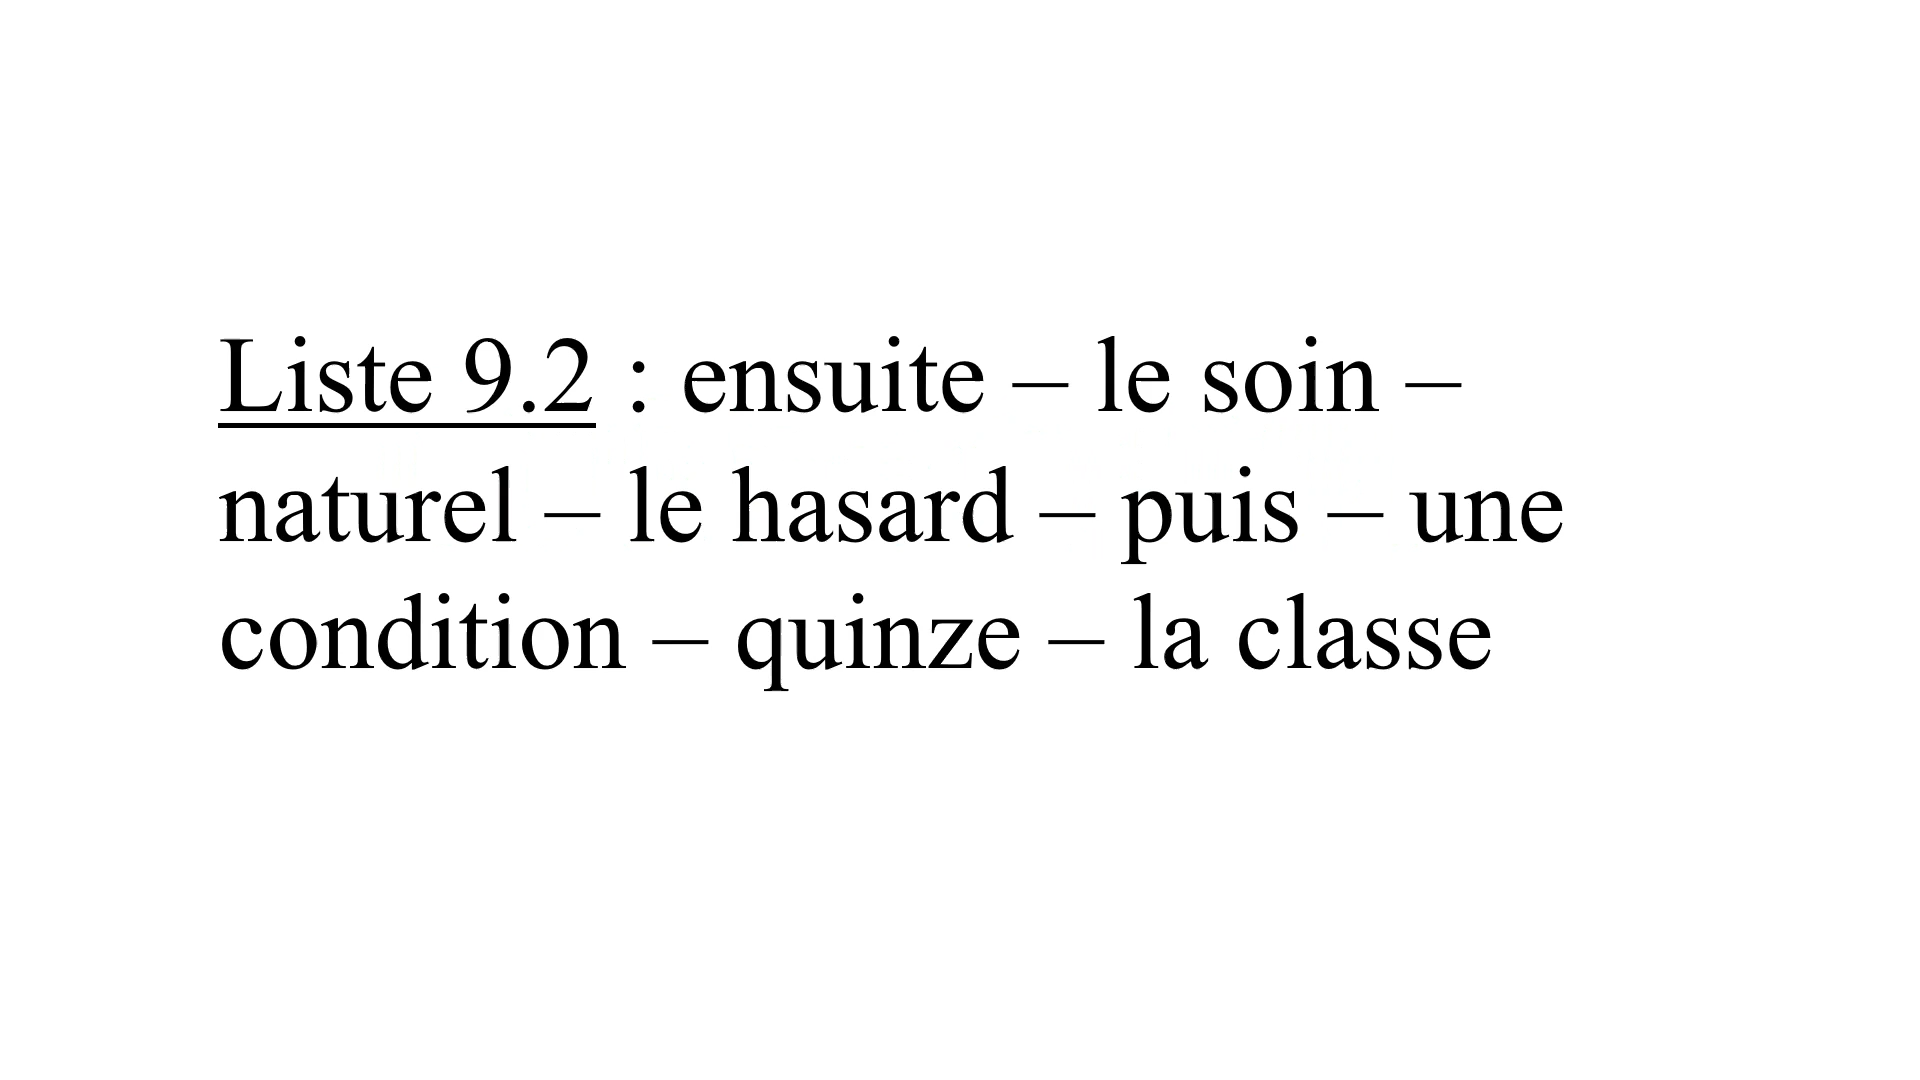 Liste 9.2 : ensuite – le soin –
naturel – le hasard – puis – une
condition – quinze – la classe